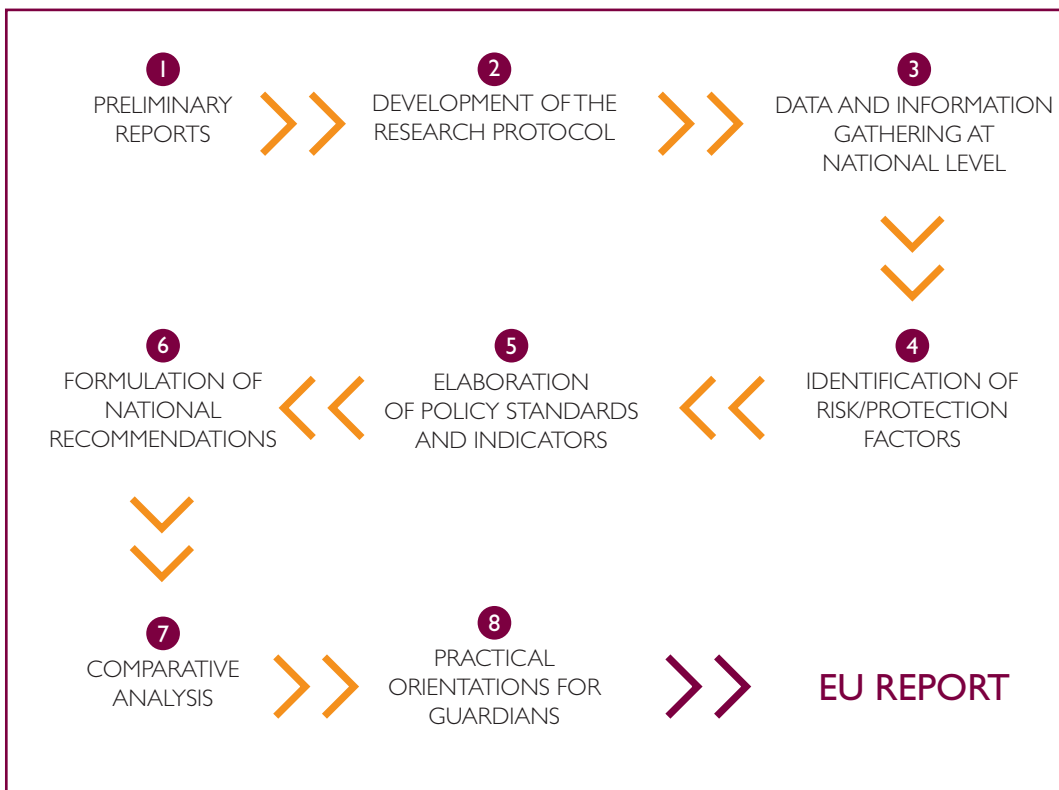 1
PRELIMINARY
REPORTS
2
DEVELOPMENT OF THE
RESEARCH PROTOCOL
3
DATA AND INFORMATION
GATHERING AT
NATIONAL LEVEL
4
IDENTIFICATION OF
RISK/PROTECTION
FACTORS
5
ELABORATION
OF POLICY STANDARDS
AND INDICATORS
6
FORMULATION OF
NATIONAL
RECOMMENDATIONS
7
COMPARATIVE
ANALYSIS
8
PRACTICAL
ORIENTATIONS FOR
GUARDIANS
EU REPORT